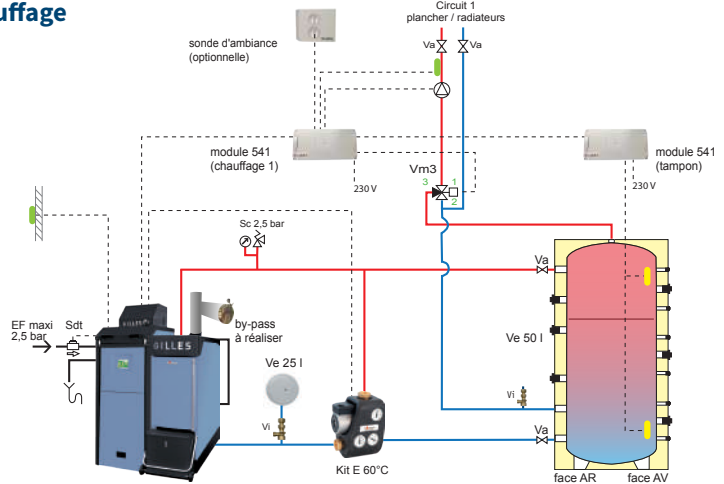 uffage
Circuit 1
plancher / radiateurs
Va
Va
sonde d'ambiance
(optionnelle)
module 541
(chauffage 1)
230 V
Vm3
3
1
2
module 541
(tampon)
230 V
Sc 2,5 bar
Va
EF maxi
2,5 bar
Sdt
by-pass
à réaliser
GILLES
Ve 25 l
Vi
Ve 50 l
Vi
Va
Kit E 60°C
face AR
face AV